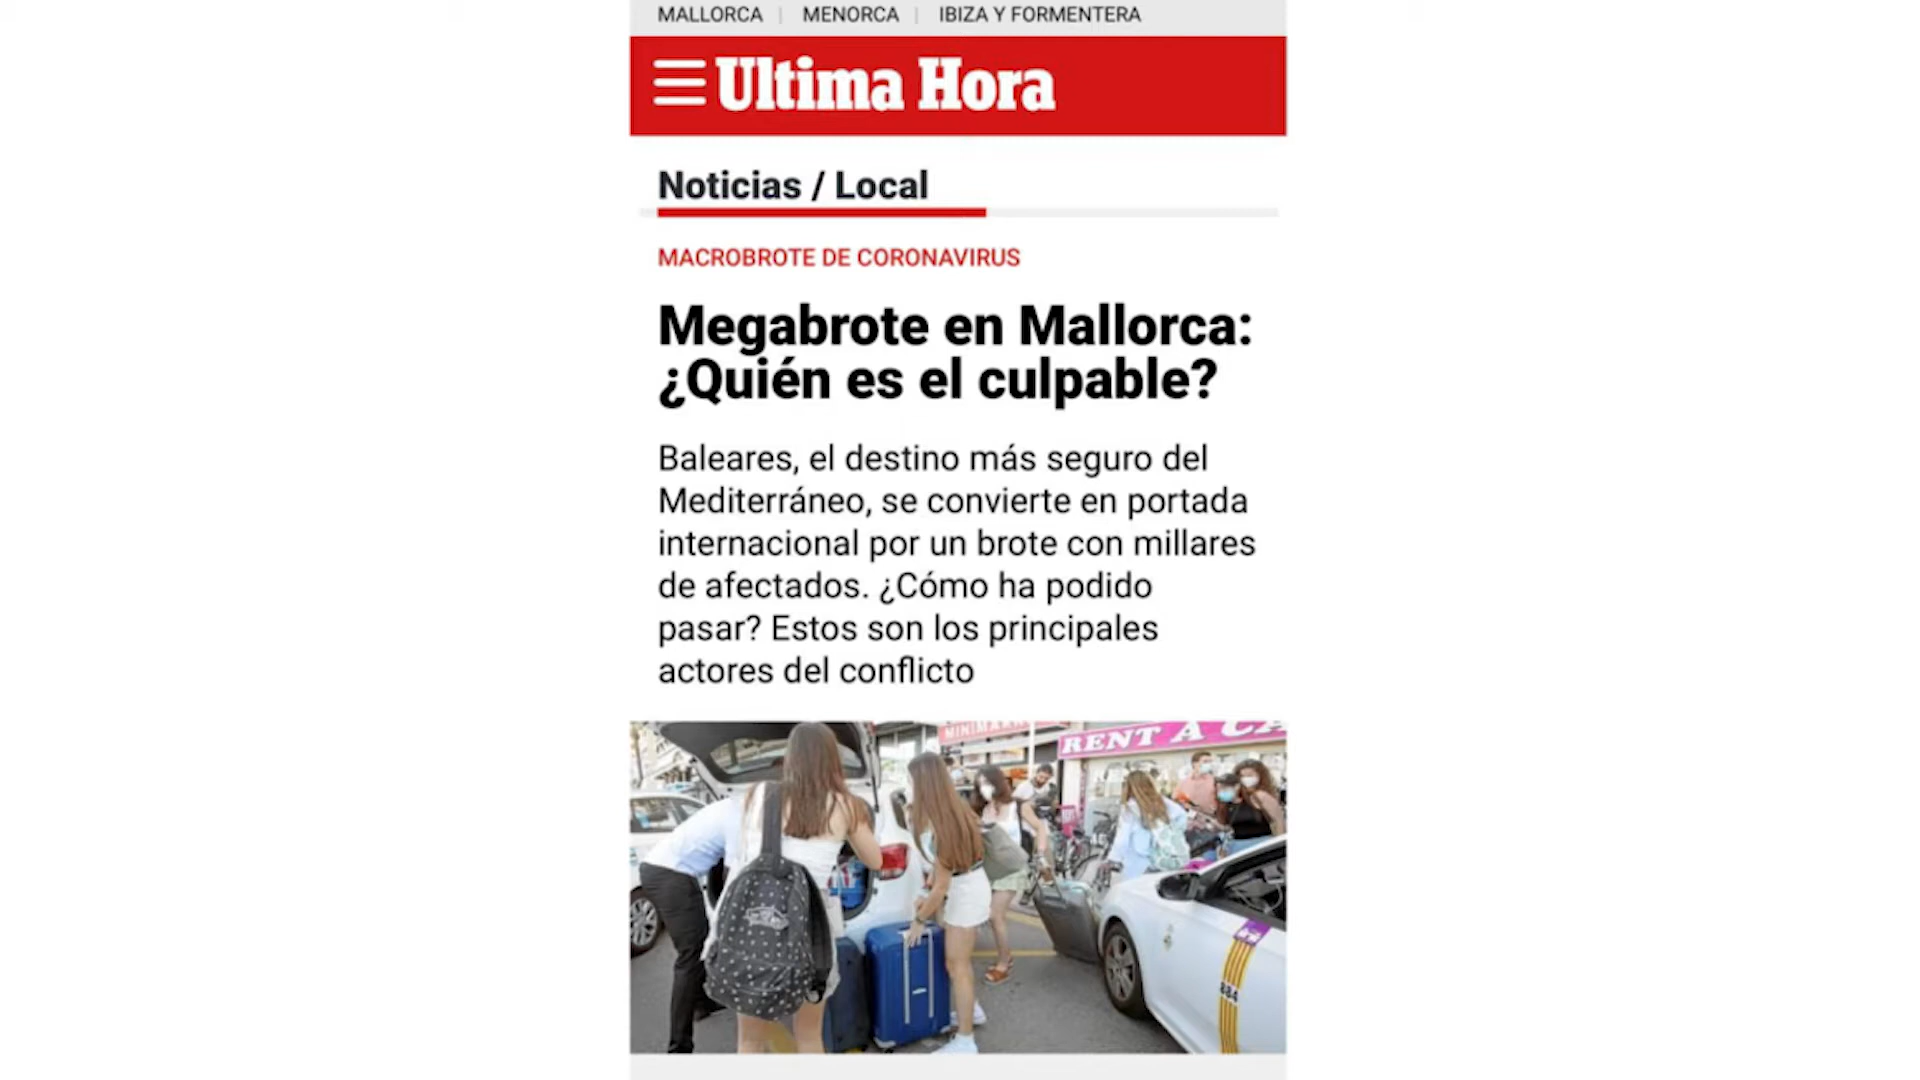 MALLORCA | MENORCA | IBIZA Y FORMENTERA
Ultima Hora
Noticias / Local
MACROBROTE DE CORONAVIRUS
Megabrote en Mallorca:
¿Quién es el culpable?
Baleares, el destino más seguro del
Mediterráneo, se convierte en portada
internacional por un brote con millares
de afectados. ¿Cómo ha podido
pasar? Estos son los principales
actores del conflicto
RENT A CA
884